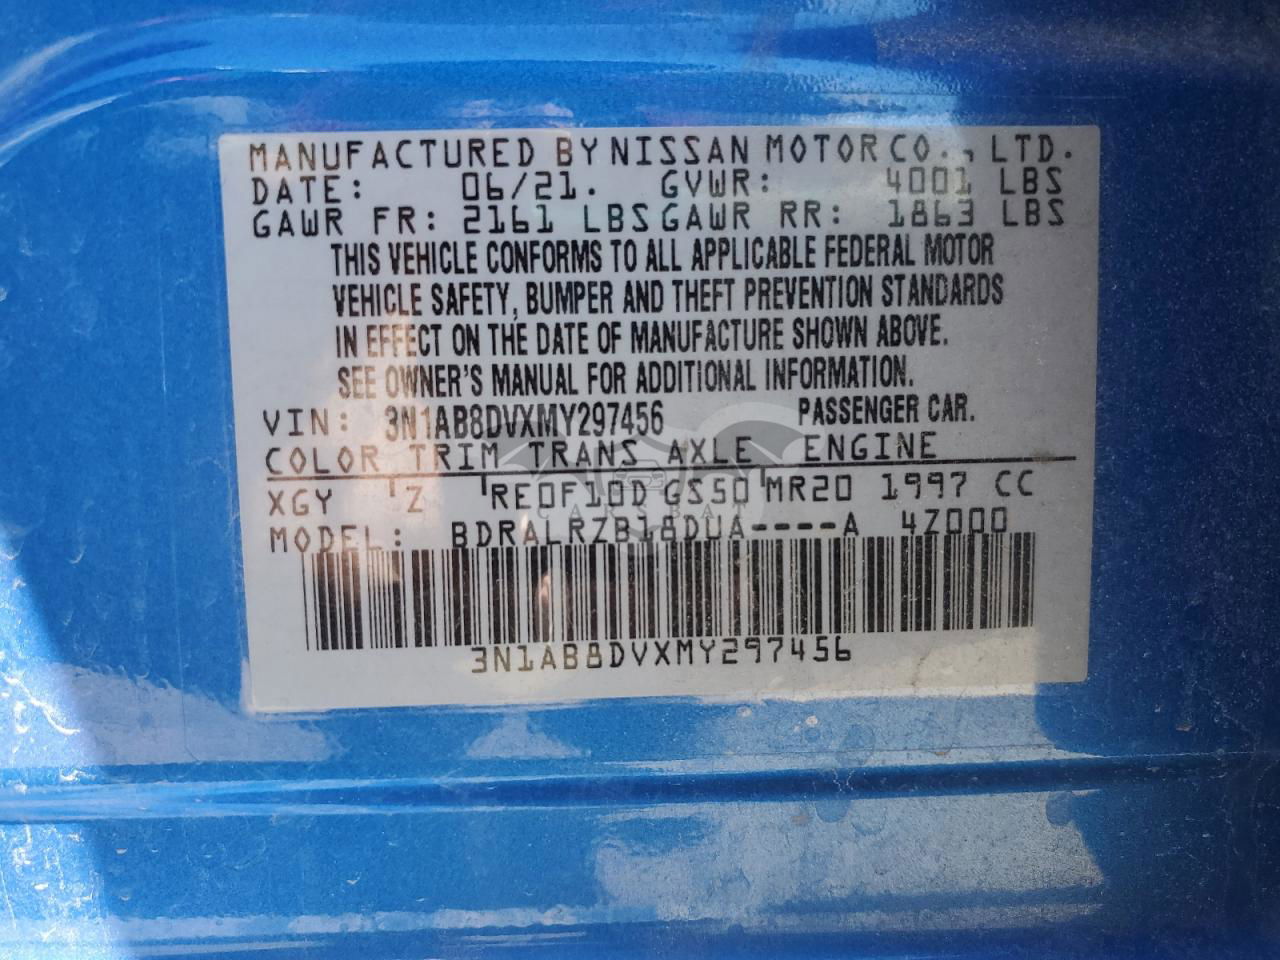 MANUFACTURED BY NISSAN MOTOR CO., LTD.
DATE: 06/21. GVWR: 4001 LBS
GAWR FR: 2161 LBS GAWR RR: 1863 LBS
THIS VEHICLE CONFORMS TO ALL APPLICABLE FEDERAL MOTOR
VEHICLE SAFETY, BUMPER AND THEFT PREVENTION STANDARDS
IN EFFECT ON THE DATE OF MANUFACTURE SHOWN ABOVE.
SEE OWNER'S MANUAL FOR ADDITIONAL INFORMATION.
VIN: 3N1AB8DVXMY297456 PASSENGER CAR.
COLOR TRIM TRANS AXLE ENGINE
XGY Z RE0F10D GS50 MR20 1997 CC
CARSBAT
MODEL: BDRALRZB18DUA----A 4Z000
3N1AB8DVXMY297456